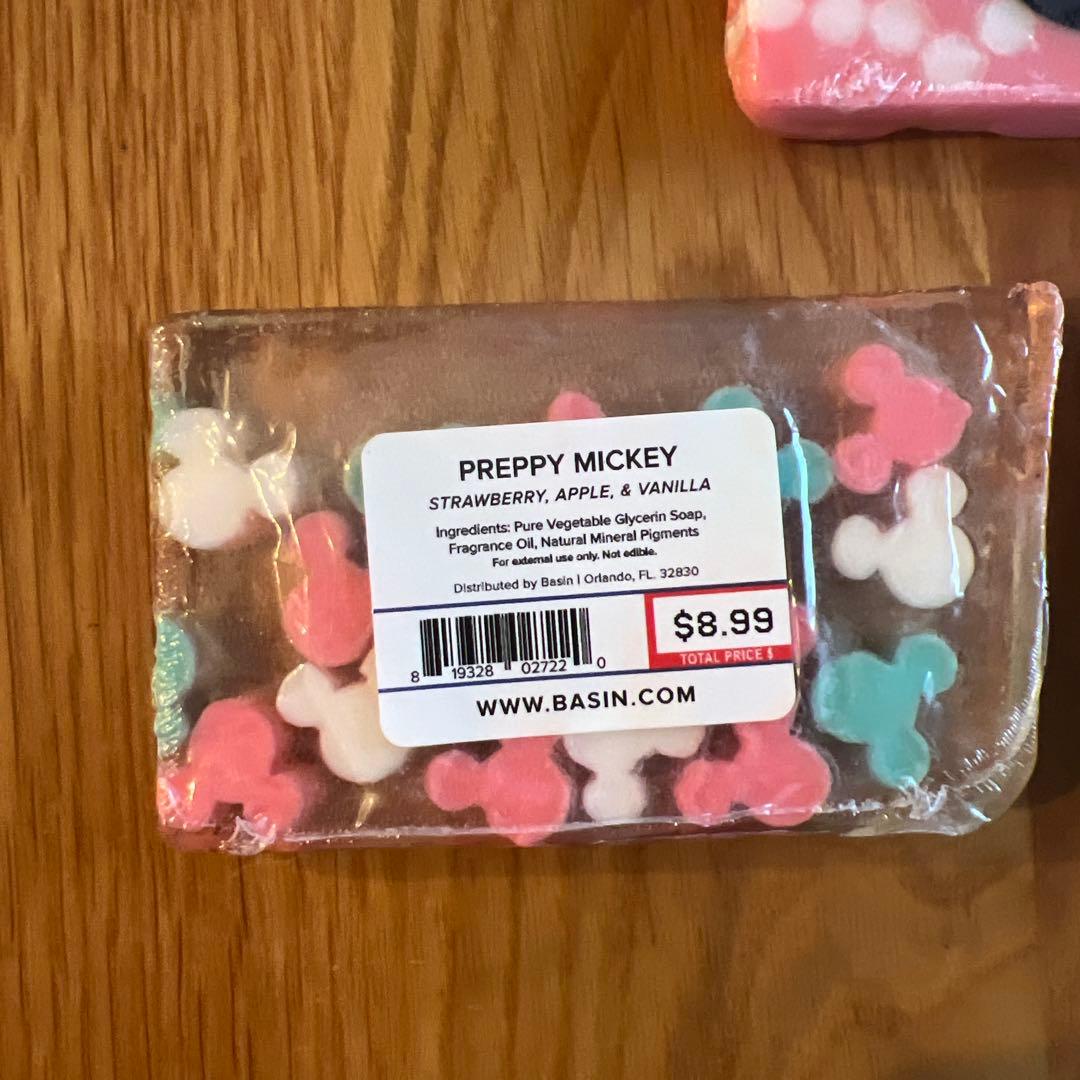 PREPPY MICKEY
STRAWBERRY, APPLE, & VANILLA
Ingredients: Pure Vegetable Glycerin Soap,
Fragrance Oil, Natural Mineral Pigments
For external use only. Not edible.
Distributed by Basin | Orlando, FL. 32830
$8.99
TOTAL PRICE $
8 19328 02722 0
WWW.BASIN.COM